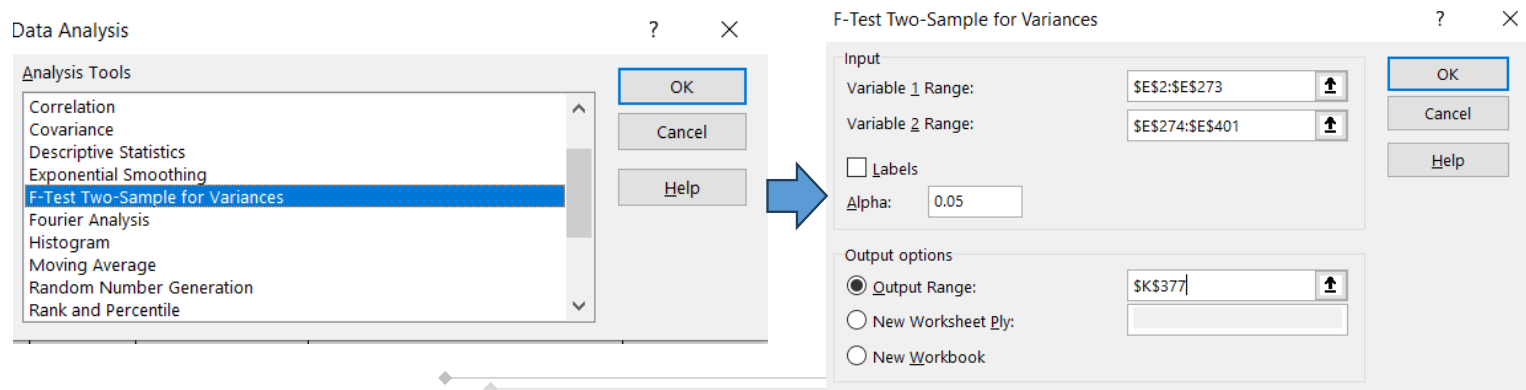 Data Analysis
?
Analysis Tools
Correlation
Covariance
Descriptive Statistics
Exponential Smoothing
F-Test Two-Sample for Variances
Fourier Analysis
Histogram
Moving Average
Random Number Generation
Rank and Percentile
OK
Cancel
Help
F-Test Two-Sample for Variances
?
Input
Variable 1 Range: $E$2:$E$273
Variable 2 Range: $E$274:$E$401
Labels
Alpha: 0.05
Output options
Output Range: $K$377
New Worksheet Ply:
New Workbook
OK
Cancel
Help